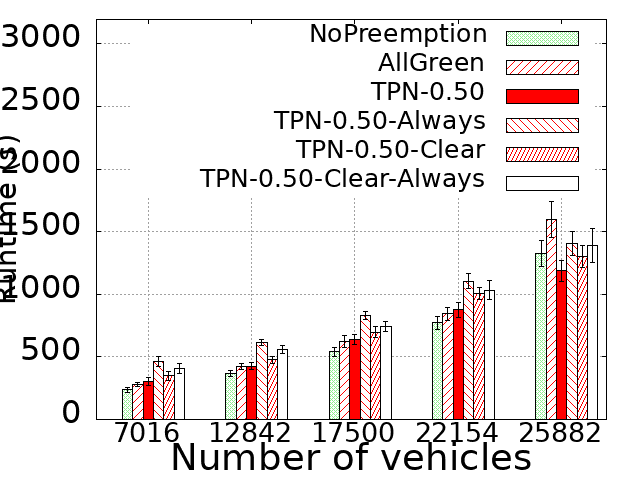 3000
2500
2000
1500
1000
500
0
Runtime (s)
NoPreemption
AllGreen
TPN-0.50
TPN-0.50-Always
TPN-0.50-Clear
TPN-0.50-Clear-Always
7016 12842 17500 22154 25882
Number of vehicles